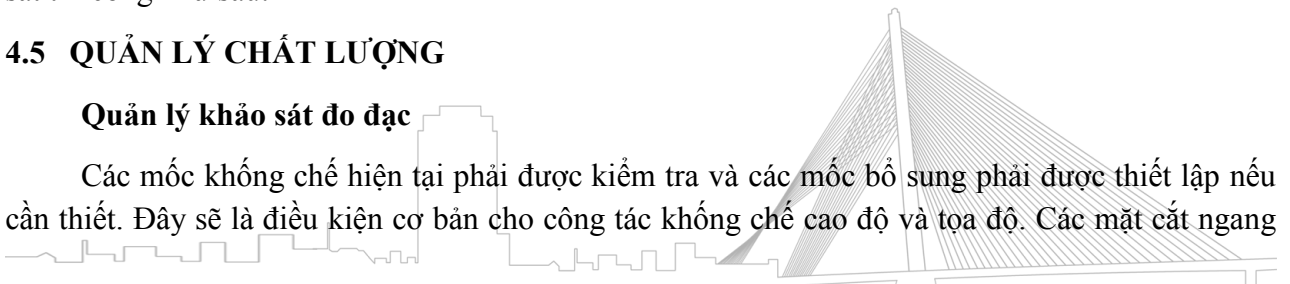 4.5 QUẢN LÝ CHẤT LƯỢNG
Quản lý khảo sát đo đạc
Các mốc khống chế hiện tại phải được kiểm tra và các mốc bổ sung phải được thiết lập nếu
cần thiết. Đây sẽ là điều kiện cơ bản cho công tác khống chế cao độ và tọa độ. Các mặt cắt ngang